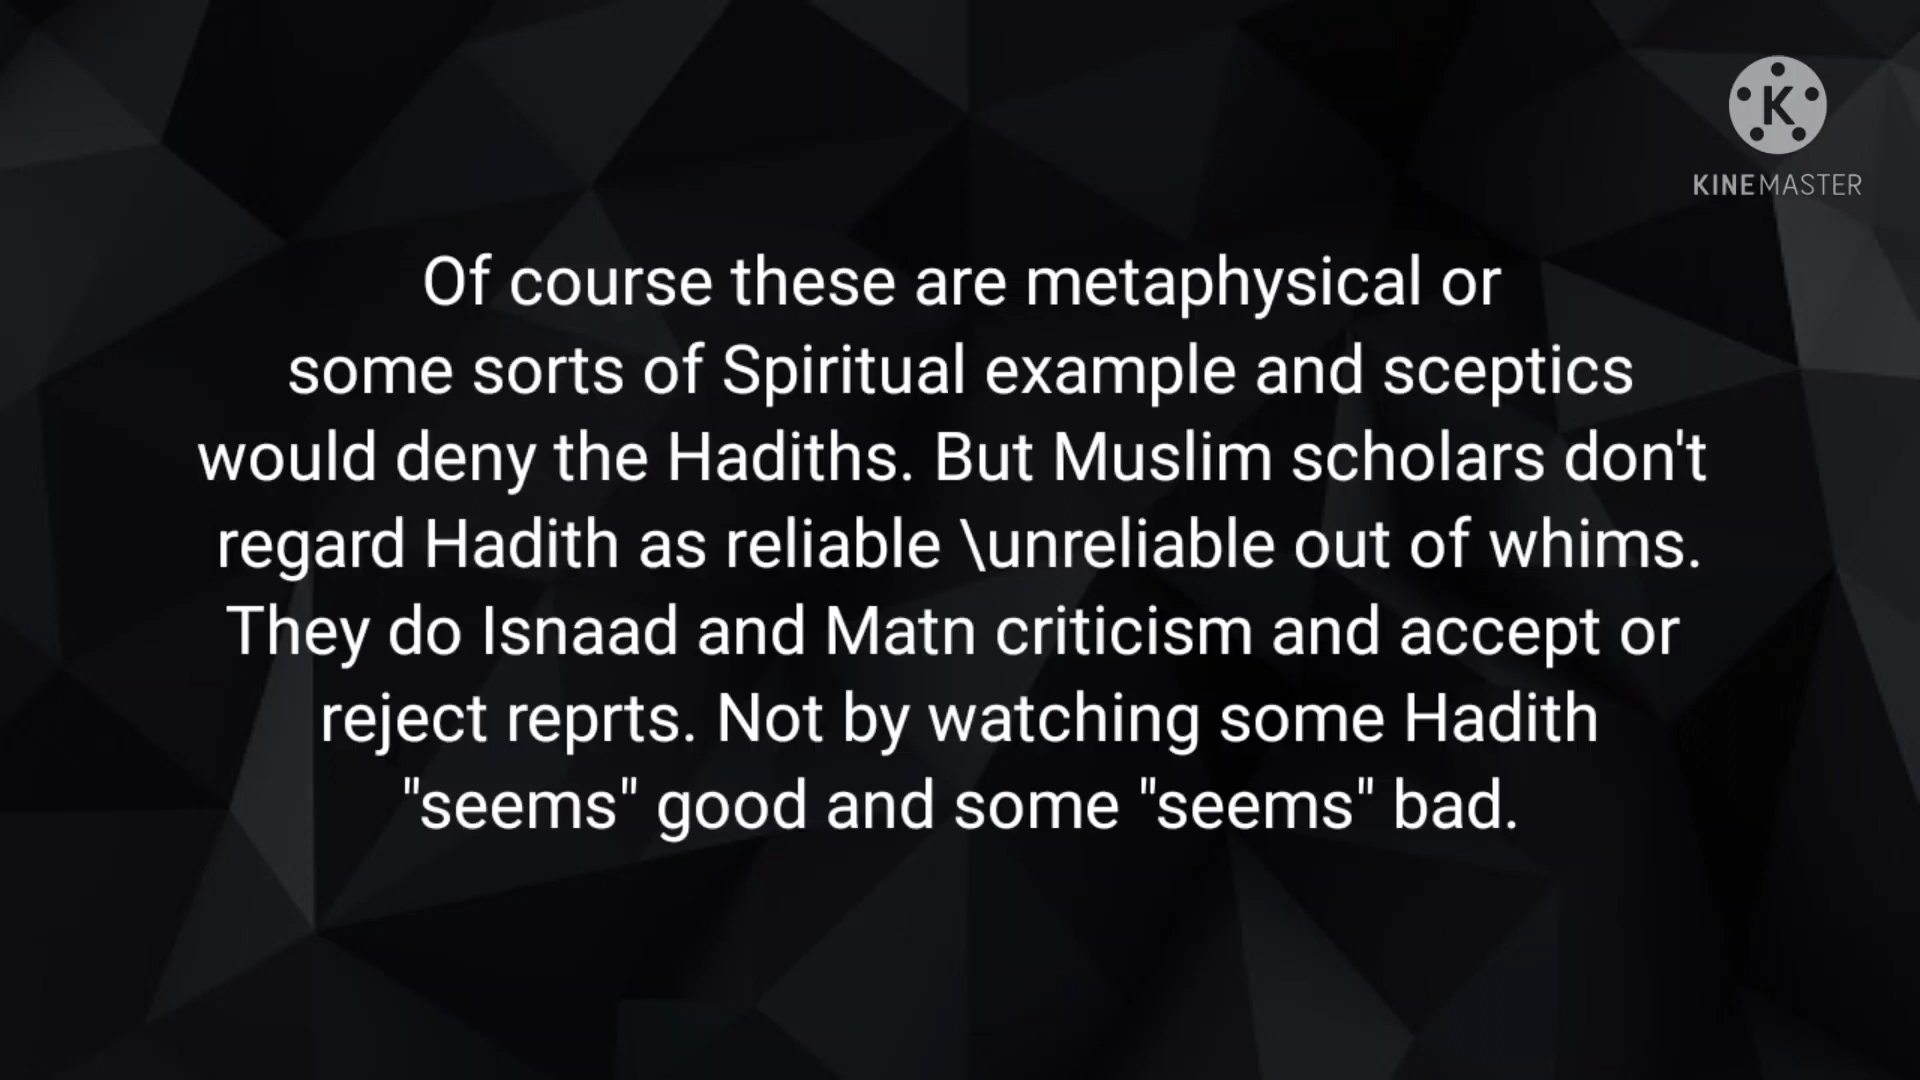 K
KINEMASTER
Of course these are metaphysical or
some sorts of Spiritual example and sceptics
would deny the Hadiths. But Muslim scholars don't
regard Hadith as reliable \unreliable out of whims.
They do Isnaad and Matn criticism and accept or
reject reprts. Not by watching some Hadith
"seems" good and some "seems" bad.